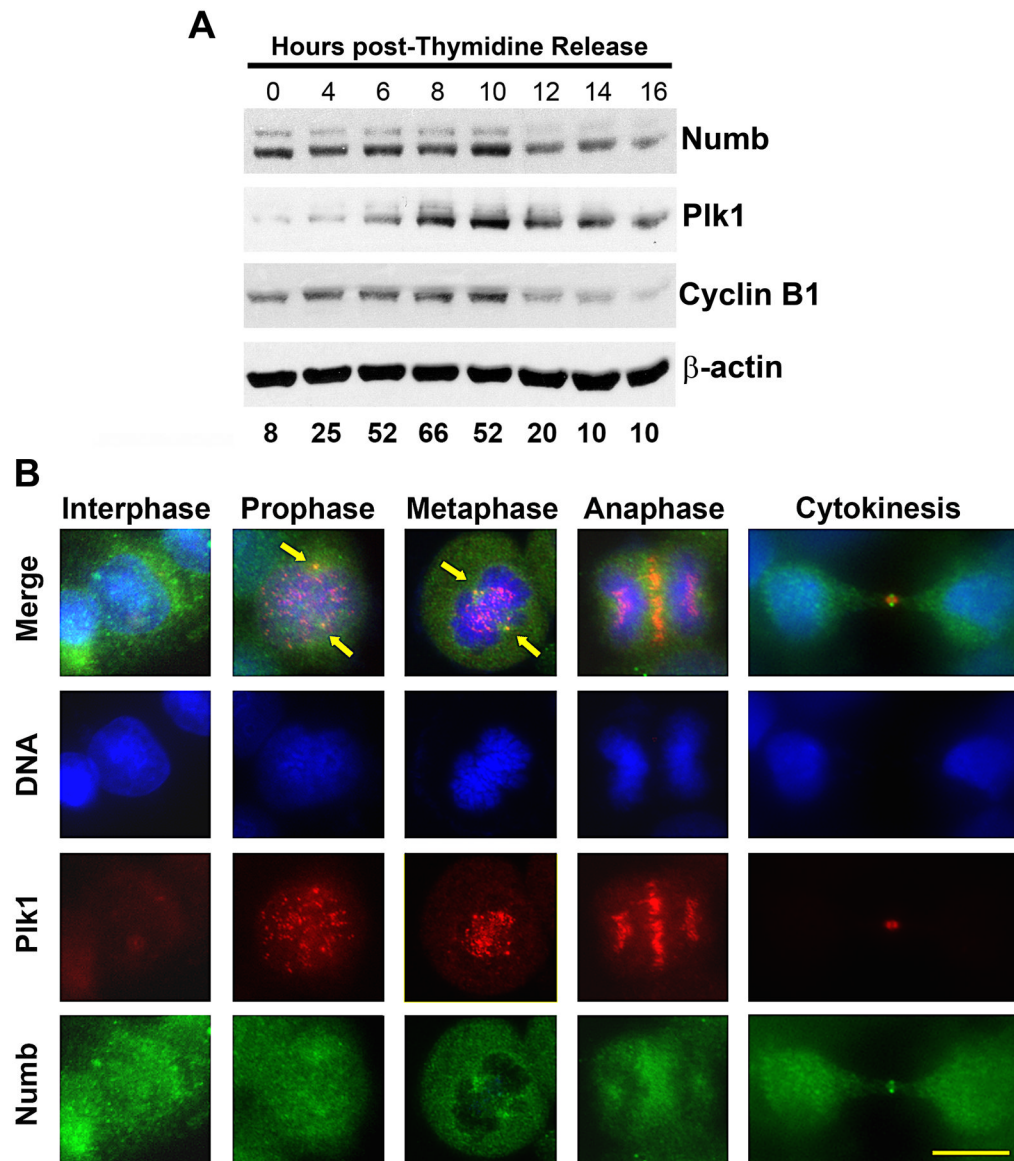 A
Hours post-Thymidine Release
0 4 6 8 10 12 14 16
Numb
Plk1
Cyclin B1
β-actin
8 25 52 66 52 20 10 10
B
Interphase Prophase Metaphase Anaphase Cytokinesis
Merge
DNA
Plk1
Numb